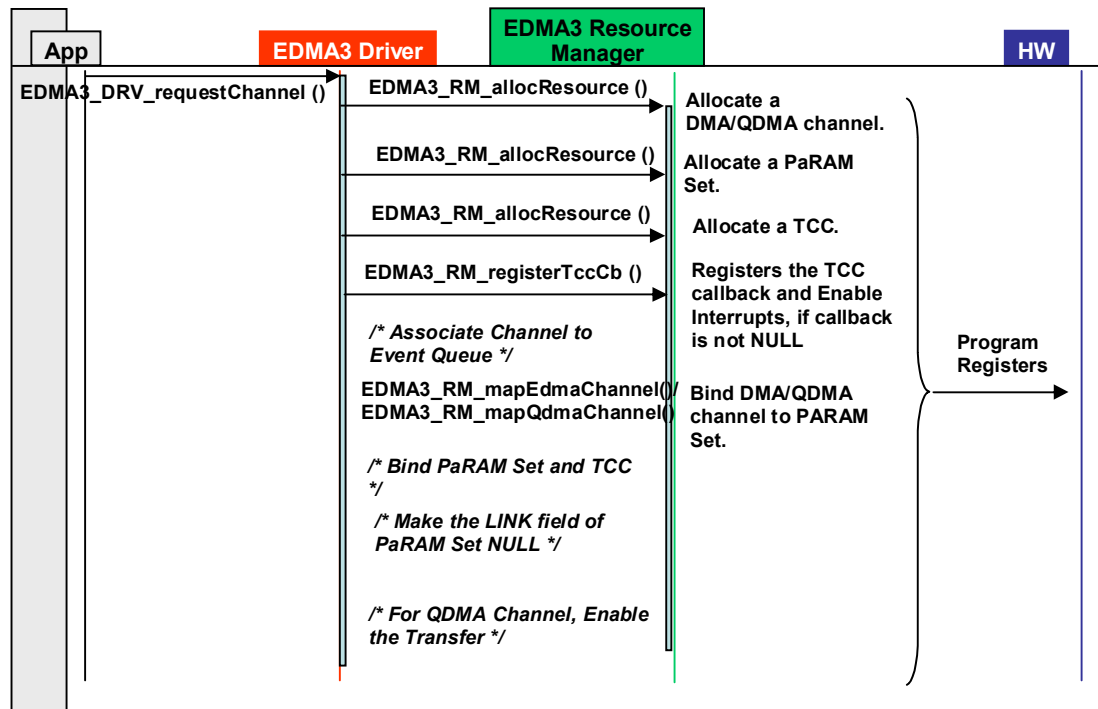 App
EDMA3 Driver
EDMA3 Resource
Manager
HW
EDMA3_DRV_requestChannel ()
EDMA3_RM_allocResource ()
Allocate a
DMA/QDMA channel.
EDMA3_RM_allocResource ()
Allocate a PaRAM
Set.
EDMA3_RM_allocResource ()
Allocate a TCC.
EDMA3_RM_registerTccCb ()
Registers the TCC
callback and Enable
Interrupts, if callback
is not NULL
/* Associate Channel to
Event Queue */
EDMA3_RM_mapEdmaChannel()/
EDMA3_RM_mapQdmaChannel()
Bind DMA/QDMA
channel to PARAM
Set.
Program
Registers
/* Bind PaRAM Set and TCC
*/
/* Make the LINK field of
PaRAM Set NULL */
/* For QDMA Channel, Enable
the Transfer */